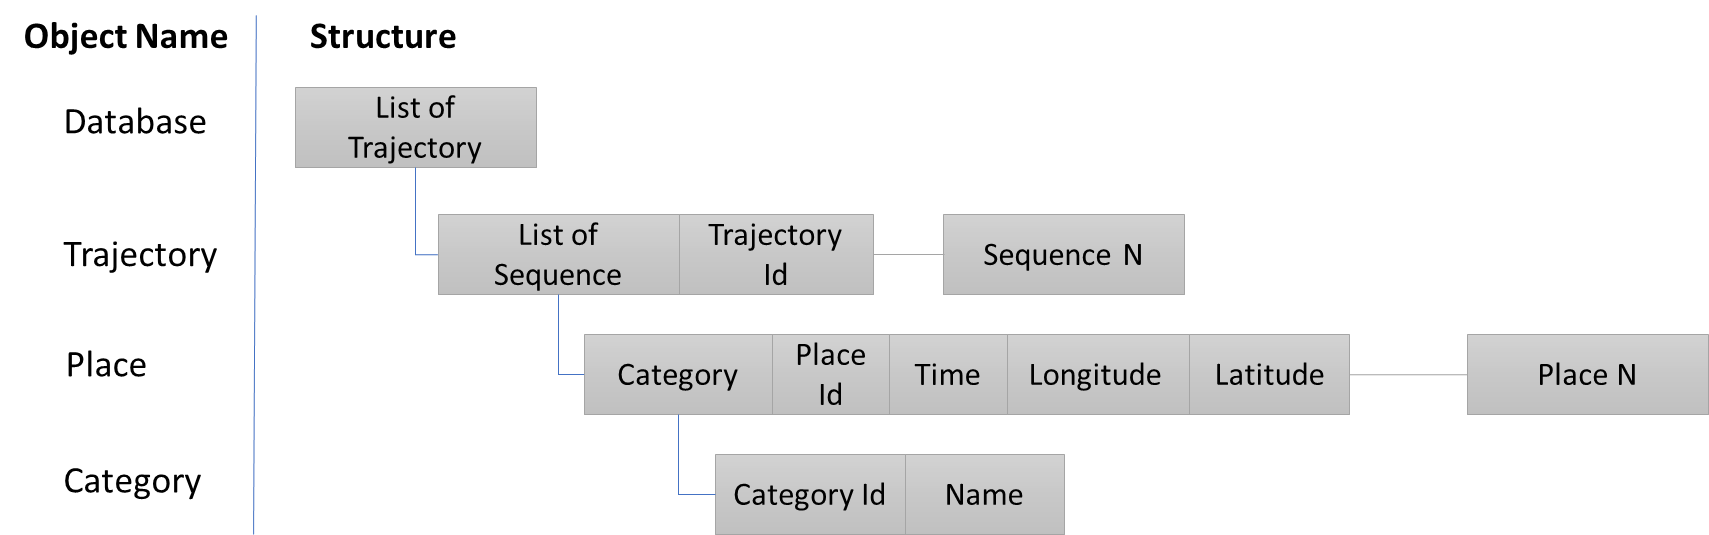 Object Name
Structure
Database
List of
Trajectory
Trajectory
List of
Sequence
Trajectory
Id
Sequence N
Place
Category
Place
Id
Time
Longitude
Latitude
Place N
Category
Category Id
Name